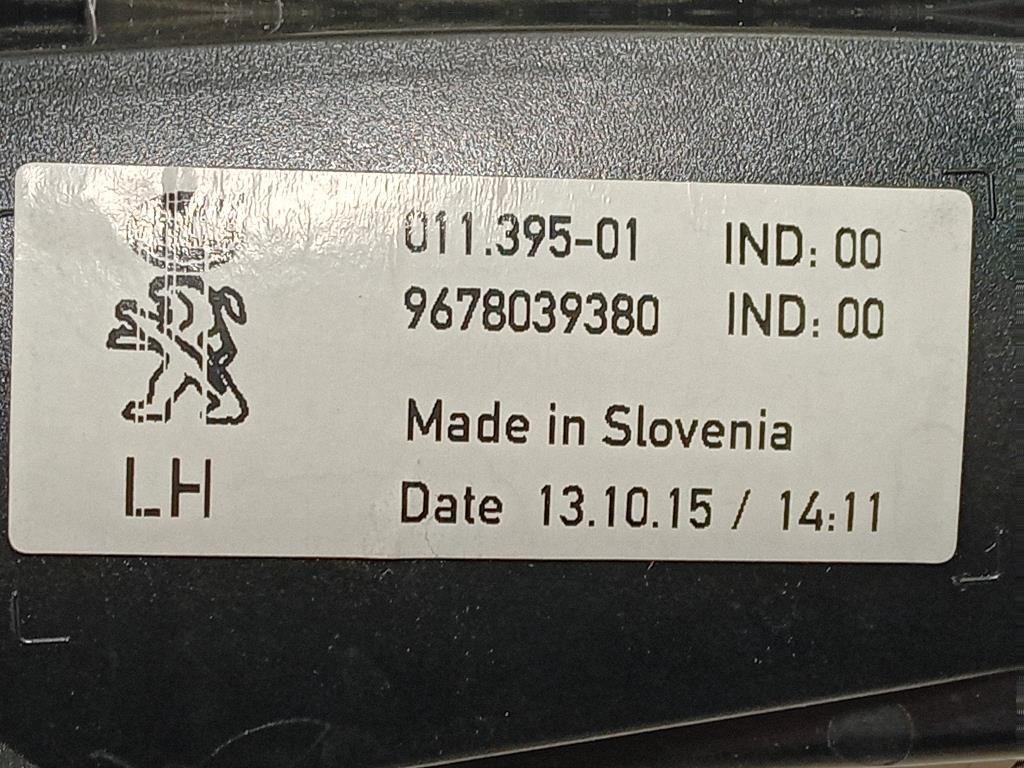 011.395-01 IND: 00
9678039380 IND: 00
Made in Slovenia
LH
Date 13.10.15 / 14:11